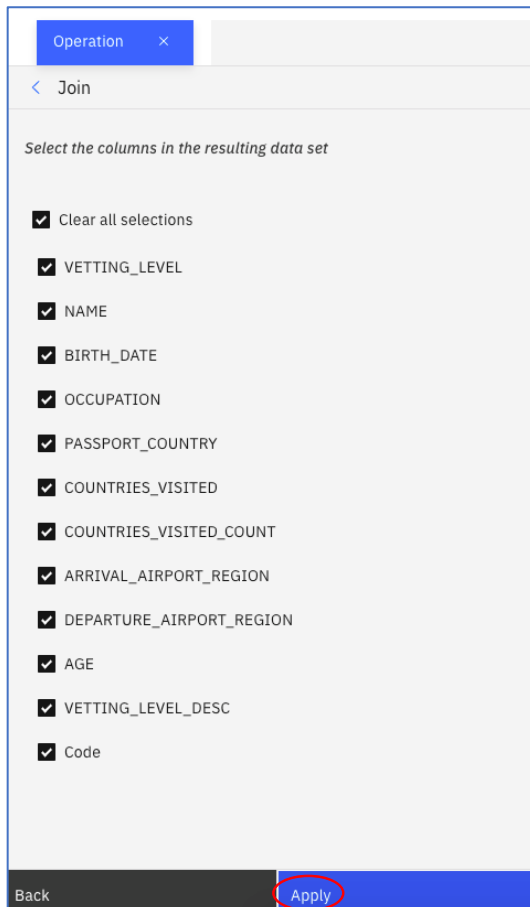 Operation ×
< Join
Select the columns in the resulting data set
Clear all selections
VETTING_LEVEL
NAME
BIRTH_DATE
OCCUPATION
PASSPORT_COUNTRY
COUNTRIES_VISITED
COUNTRIES_VISITED_COUNT
ARRIVAL_AIRPORT_REGION
DEPARTURE_AIRPORT_REGION
AGE
VETTING_LEVEL_DESC
Code
Back Apply